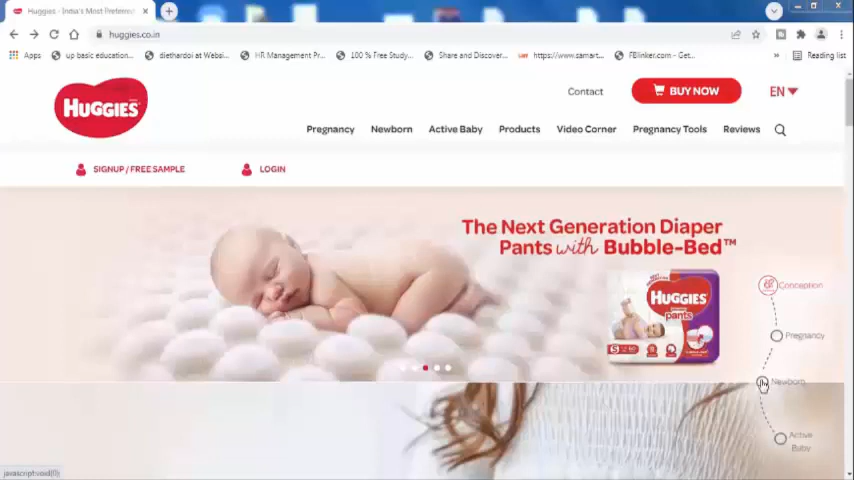 Huggies - India's Most Preferred
huggies.co.in
Apps
up basic education...
diethardoi at Websi...
HR Management Pr...
100 % Free Study...
Share and Discover...
https://www.samart...
FBlinker.com - Get...
»
Reading list
HUGGIES
Contact
BUY NOW
EN
Pregnancy
Newborn
Active Baby
Products
Video Corner
Pregnancy Tools
Reviews
SIGNUP / FREE SAMPLE
LOGIN
The Next Generation Diaper
Pants with Bubble-Bed™
HUGGIES
pants
S
Conception
Pregnancy
Newborn
Active
Baby
javascript:void(0)